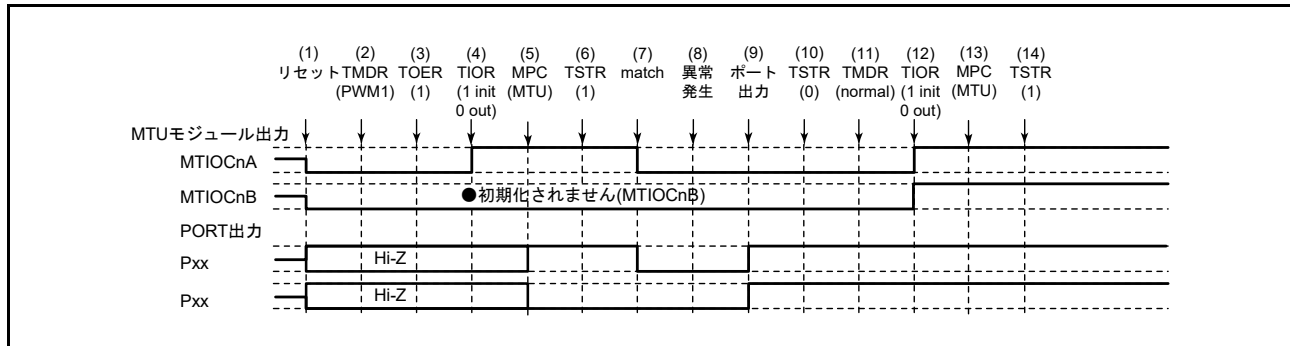 (1) (2) (3) (4) (5) (6) (7) (8) (9) (10) (11) (12) (13) (14)
リセット TMDR TOER TIOR MPC TSTR match 異常 ポート TSTR TMDR TIOR MPC TSTR
(PWM1) (1) (1 init (MTU) (1) 発生 出力 (0) (normal) (1 init (MTU) (1)
0 out) 0 out)
MTUモジュール出力
MTIOCnA
MTIOCnB ●初期化されません(MTIOCnB)
PORT出力
Pxx Hi-Z
Pxx Hi-Z